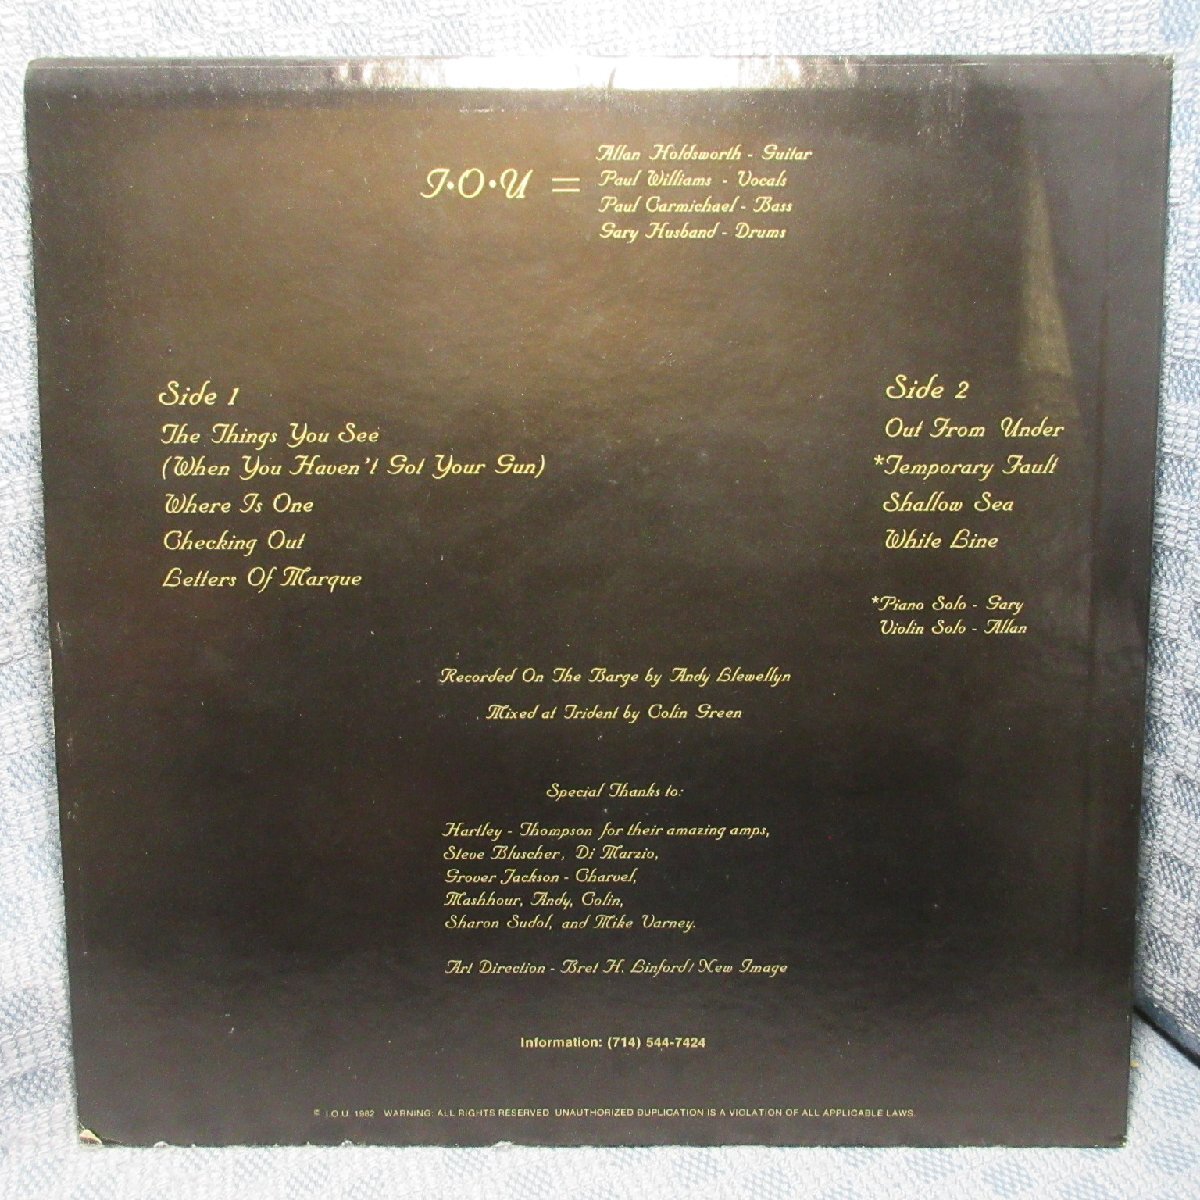 I·O·U =
Allan Holdsworth - Guitar
Paul Williams - Vocals
Paul Carmichael - Bass
Gary Husband - Drums
Side 1
The Things You See
(When You Haven't Got Your Gun)
Where Is One
Checking Out
Letters Of Marque
Side 2
Out From Under
*Temporary Fault
Shallow Sea
White Line
*Piano Solo - Gary
Violin Solo - Allan
Recorded On The Barge by Andy Llewellyn
Mixed at Trident by Colin Green
Special Thanks to:
Hartley - Thompson for their amazing amps,
Steve Bluscher, Di Marzio,
Grover Jackson - Charvel,
Mashhour, Andy, Colin,
Sharon Sudol, and Mike Varney.
Art Direction - Bret H. Linford/New Image
Information: (714) 544-7424
© I.O.U. 1982 WARNING: ALL RIGHTS RESERVED. UNAUTHORIZED DUPLICATION IS A VIOLATION OF ALL APPLICABLE LAWS.